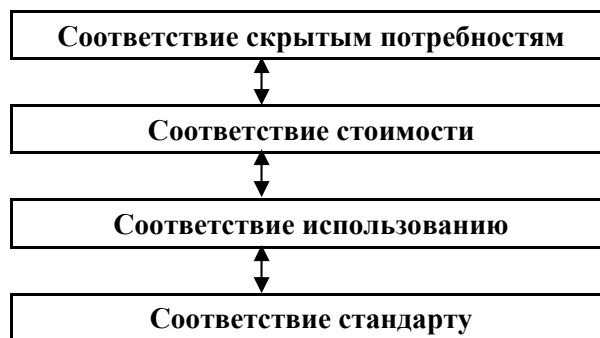 Соответствие скрытым потребностям
Соответствие стоимости
Соответствие использованию
Соответствие стандарту